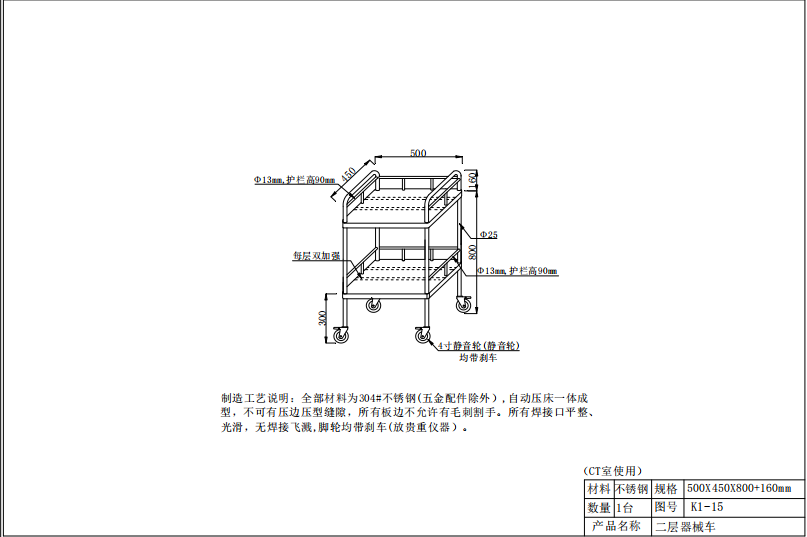 500
450
160
Φ13mm,护栏高90mm
Φ25
800
每层双加强
Φ13mm,护栏高90mm
300
4寸静音轮(静音轮)
均带刹车
制造工艺说明：全部材料为304#不锈钢(五金配件除外）,自动压床一体成
型，不可有压边压型缝隙，所有板边不允许有毛刺割手。所有焊接口平整、
光滑，无焊接飞溅,脚轮均带刹车(放贵重仪器）。
(CT室使用)
材料 不锈钢 规格 500X450X800+160mm
数量 1台 图号 K1-15
产品名称 二层器械车